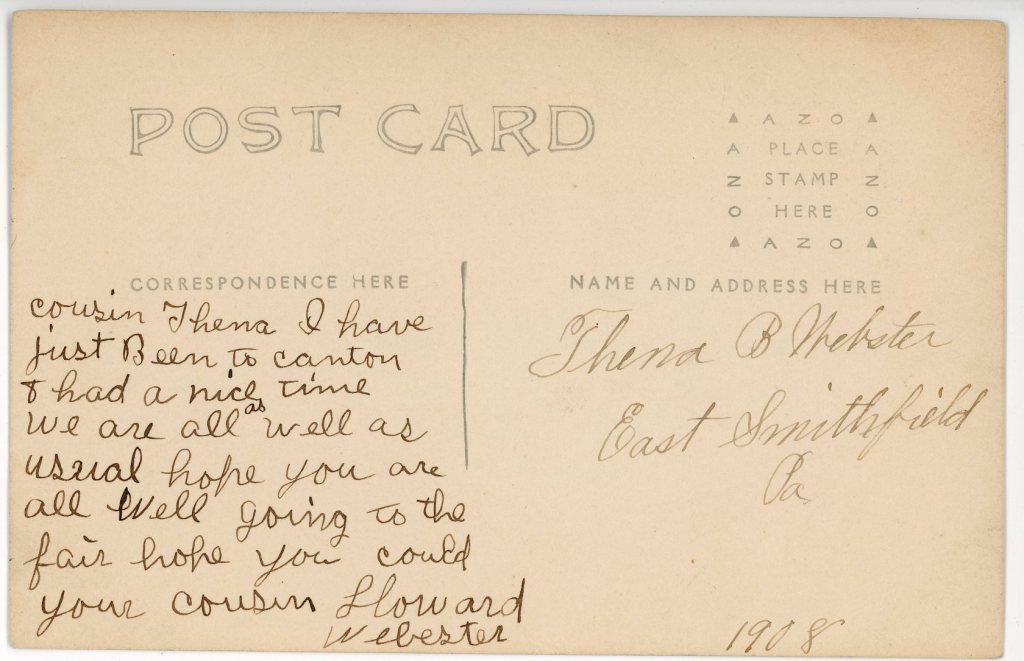 POST CARD
▲ AZO ▲
A PLACE A
N STAMP N
O HERE O
▲ AZO ▲
CORRESPONDENCE HERE
cousin Thena I have
just Been to canton
& had a nice time
we are all as well as
usual hope you are
all Well going to the
fair hope you could
your cousin Howard
Webester
NAME AND ADDRESS HERE
Thena B Webster
East Smithfield
Pa
1908